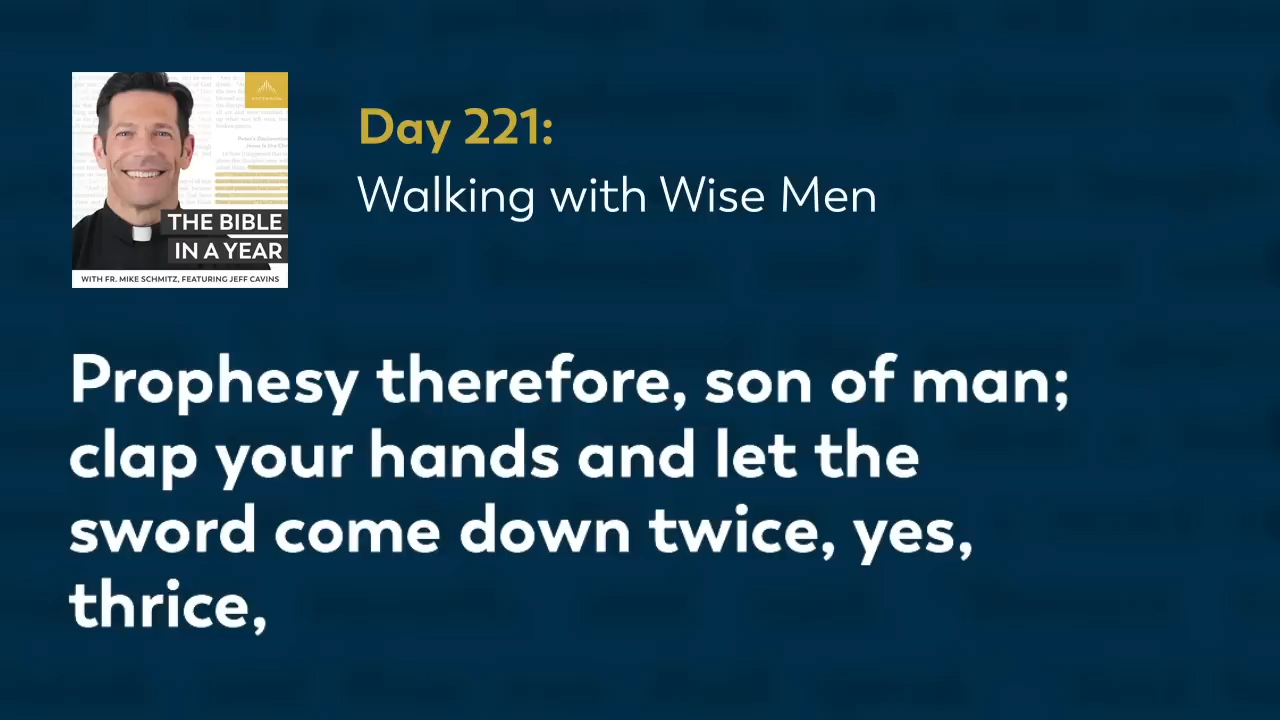 Day 221:
Walking with Wise Men
THE BIBLE
IN A YEAR
WITH FR. MIKE SCHMITZ, FEATURING JEFF CAVINS
Prophesy therefore, son of man;
clap your hands and let the
sword come down twice, yes,
thrice,